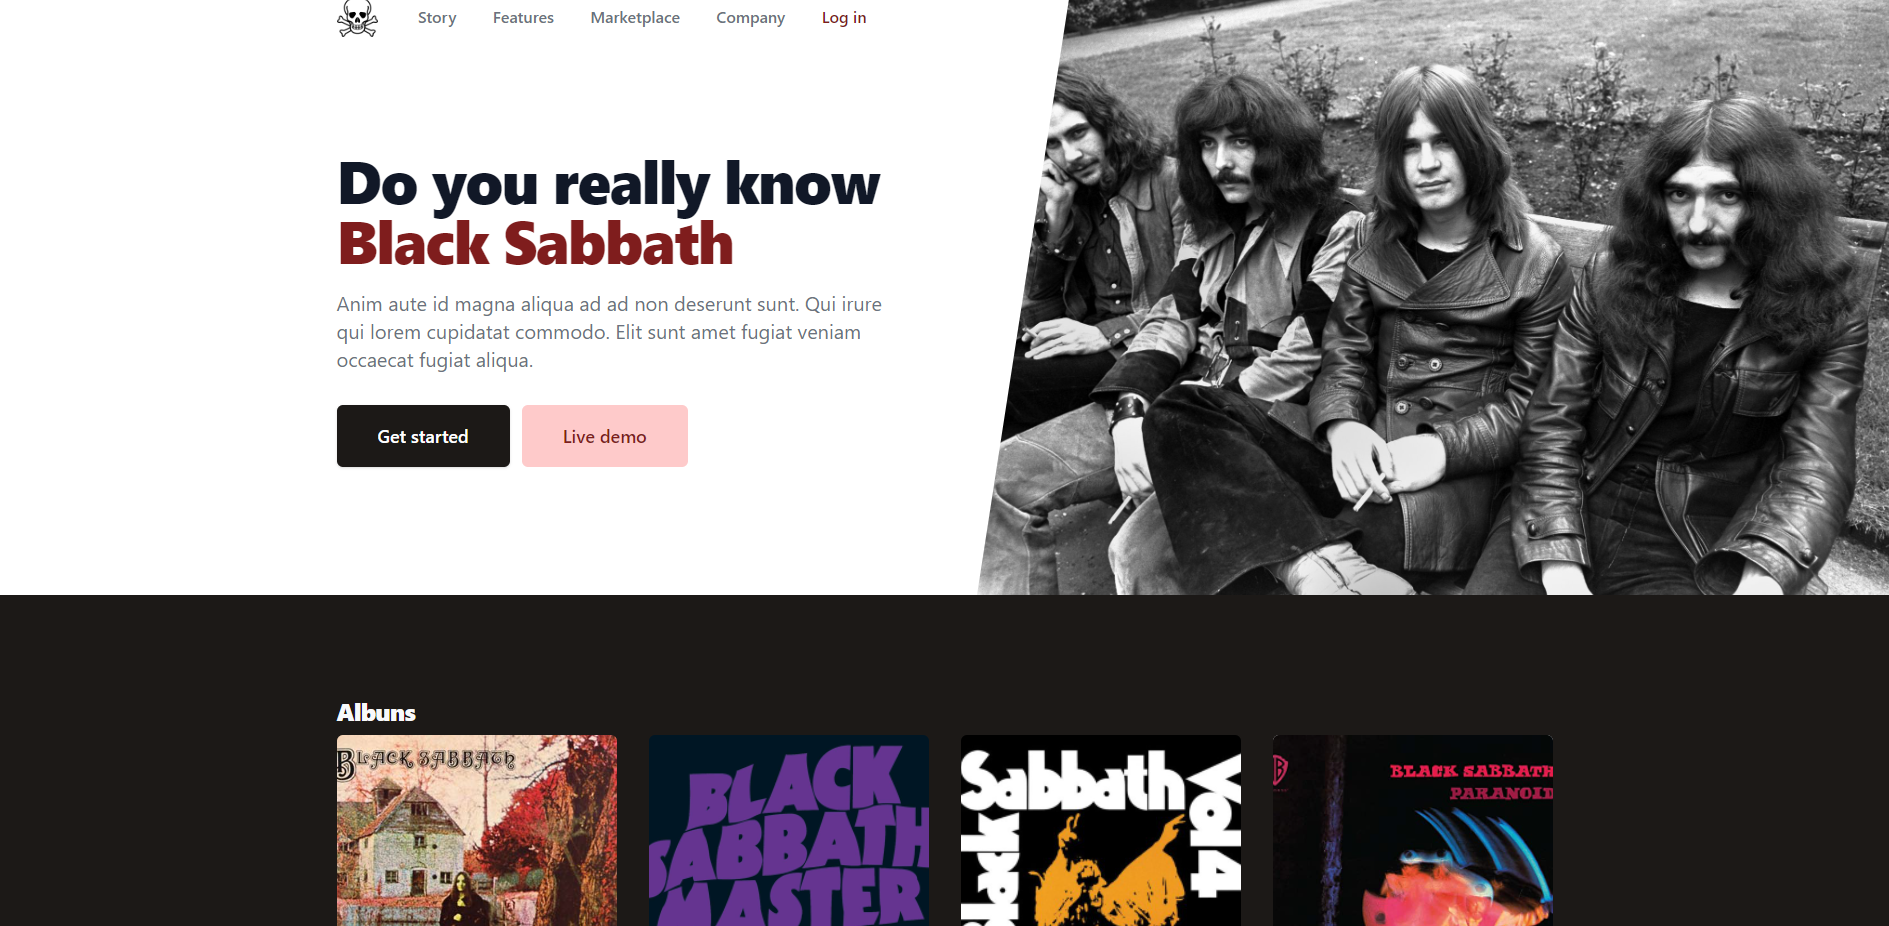 Story Features Marketplace Company Log in
Do you really know
Black Sabbath
Anim aute id magna aliqua ad ad non deserunt sunt. Qui irure
qui lorem cupidatat commodo. Elit sunt amet fugiat veniam
occaecat fugiat aliqua.
Get started Live demo
Albuns
BLACK SABBATH
BLACK
SABBATH
MASTER
Sabbath
Vol 4
Black
BLACK SABBATH
PARANOID